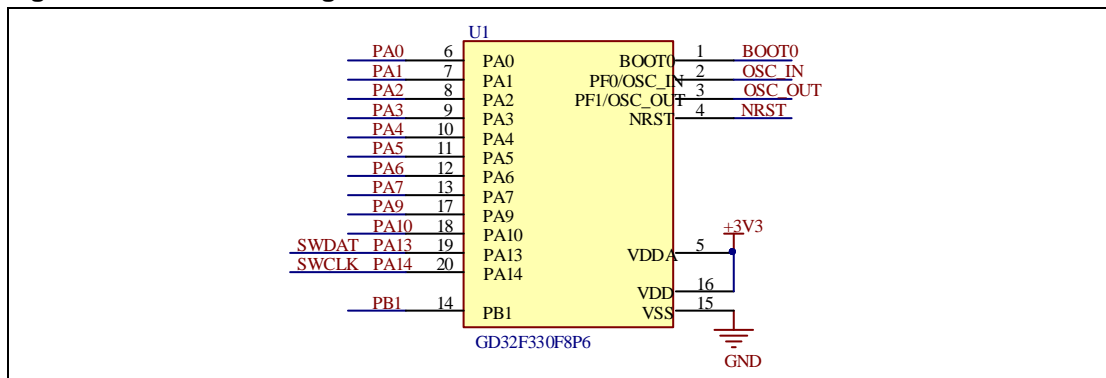 U1
PA0 6 PA0 BOOT0 1 BOOT0
PA1 7 PA1 PF0/OSC_IN 2 OSC_IN
PA2 8 PA2 PF1/OSC_OUT 3 OSC_OUT
PA3 9 PA3 NRST 4 NRST
PA4 10 PA4
PA5 11 PA5
PA6 12 PA6
PA7 13 PA7
PA9 17 PA9
PA10 18 PA10 +3V3
SWDAT PA13 19 PA13 VDDA 5
SWCLK PA14 20 PA14
VDD 16
PB1 14 PB1 VSS 15
GD32F330F8P6
GND